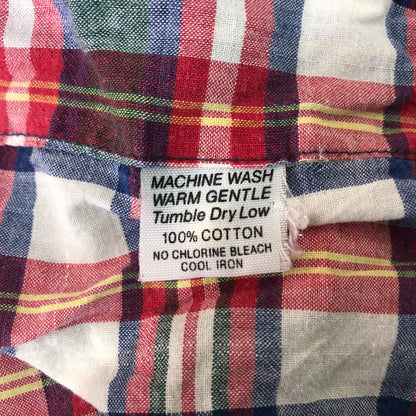 MACHINE WASH
WARM GENTLE
Tumble Dry Low
100% COTTON
NO CHLORINE BLEACH
COOL IRON